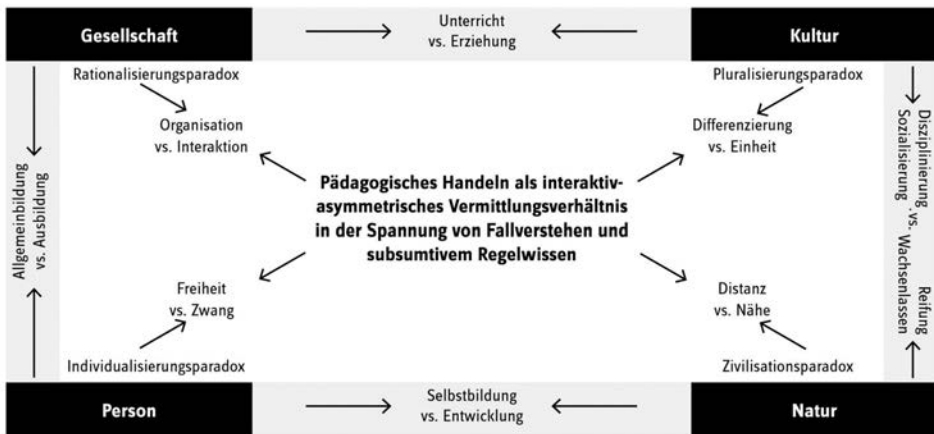 Gesellschaft
Unterricht
vs. Erziehung
Kultur
Rationalisierungsparadox
Pluralisierungsparadox
Organisation
vs. Interaktion
Differenzierung
vs. Einheit
Allgemeinbildung
vs. Ausbildung
Pädagogisches Handeln als interaktiv-
asymmetrisches Vermittlungsverhältnis
in der Spannung von Fallverstehen und
subsumtivem Regelwissen
Disziplinierung
Sozialisierung
vs.
Reifung
Wachsenlassen
Freiheit
vs. Zwang
Distanz
vs. Nähe
Individualisierungsparadox
Zivilisationsparadox
Person
Selbstbildung
vs. Entwicklung
Natur